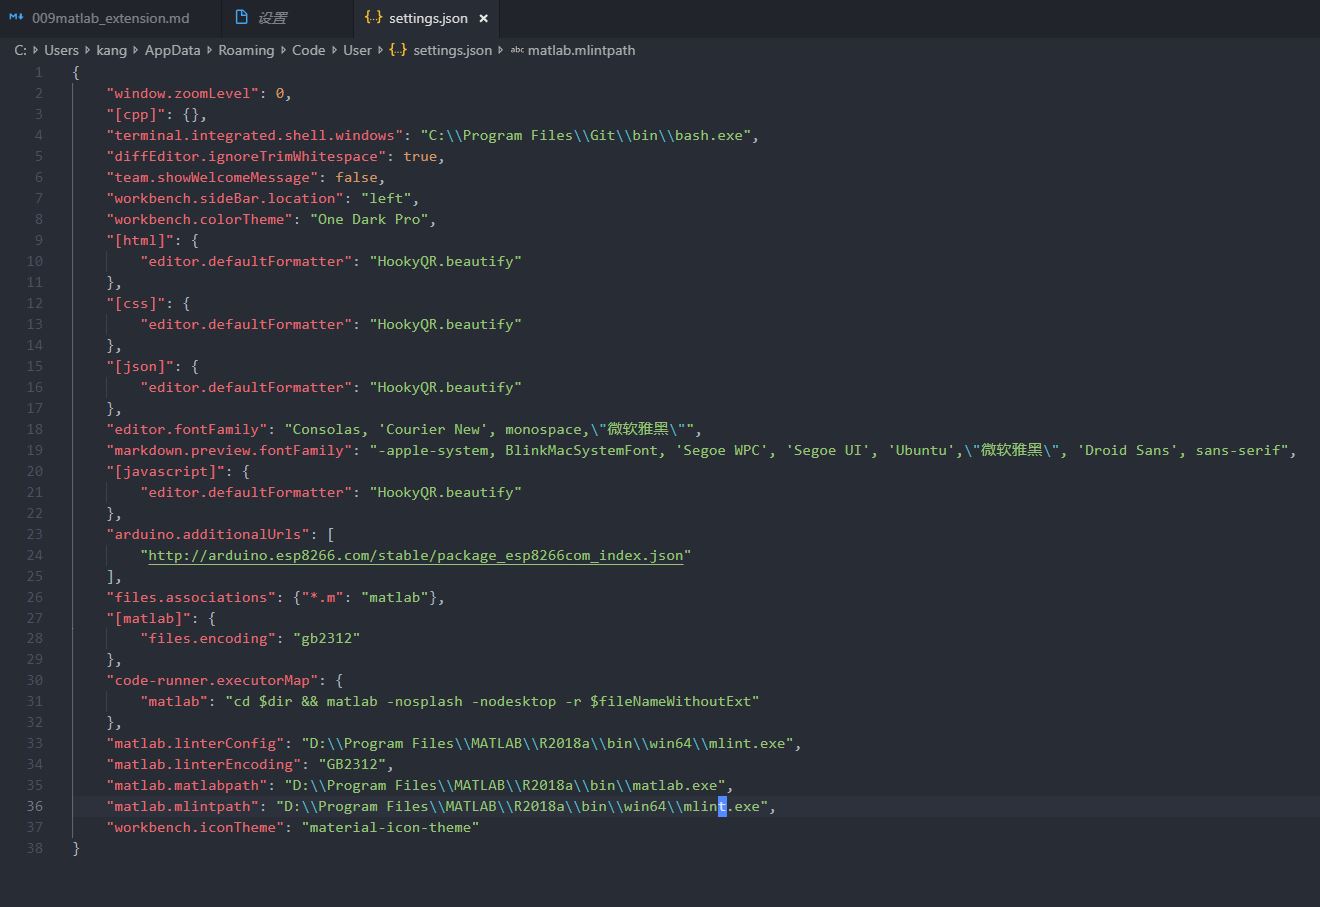 009matlab_extension.md 设置 settings.json ×
C: Users kang AppData Roaming Code User {..} settings.json abc matlab.mlintpath
1 {
2 "window.zoomLevel": 0,
3 "[cpp]": {},
4 "terminal.integrated.shell.windows": "C:\\Program Files\\Git\\bin\\bash.exe",
5 "diffEditor.ignoreTrimWhitespace": true,
6 "team.showWelcomeMessage": false,
7 "workbench.sideBar.location": "left",
8 "workbench.colorTheme": "One Dark Pro",
9 "[html]": {
10 "editor.defaultFormatter": "HookyQR.beautify"
11 },
12 "[css]": {
13 "editor.defaultFormatter": "HookyQR.beautify"
14 },
15 "[json]": {
16 "editor.defaultFormatter": "HookyQR.beautify"
17 },
18 "editor.fontFamily": "Consolas, 'Courier New', monospace,\"微软雅黑\"",
19 "markdown.preview.fontFamily": "-apple-system, BlinkMacSystemFont, 'Segoe WPC', 'Segoe UI', 'Ubuntu',\"微软雅黑\", 'Droid Sans', sans-serif",
20 "[javascript]": {
21 "editor.defaultFormatter": "HookyQR.beautify"
22 },
23 "arduino.additionalUrls": [
24 "http://arduino.esp8266.com/stable/package_esp8266com_index.json"
25 ],
26 "files.associations": {"*.m": "matlab"},
27 "[matlab]": {
28 "files.encoding": "gb2312"
29 },
30 "code-runner.executorMap": {
31 "matlab": "cd $dir && matlab -nosplash -nodesktop -r $fileNameWithoutExt"
32 },
33 "matlab.linterConfig": "D:\\Program Files\\MATLAB\\R2018a\\bin\\win64\\mlint.exe",
34 "matlab.linterEncoding": "GB2312",
35 "matlab.matlabpath": "D:\\Program Files\\MATLAB\\R2018a\\bin\\matlab.exe",
36 "matlab.mlintpath": "D:\\Program Files\\MATLAB\\R2018a\\bin\\win64\\mlint.exe",
37 "workbench.iconTheme": "material-icon-theme"
38 }